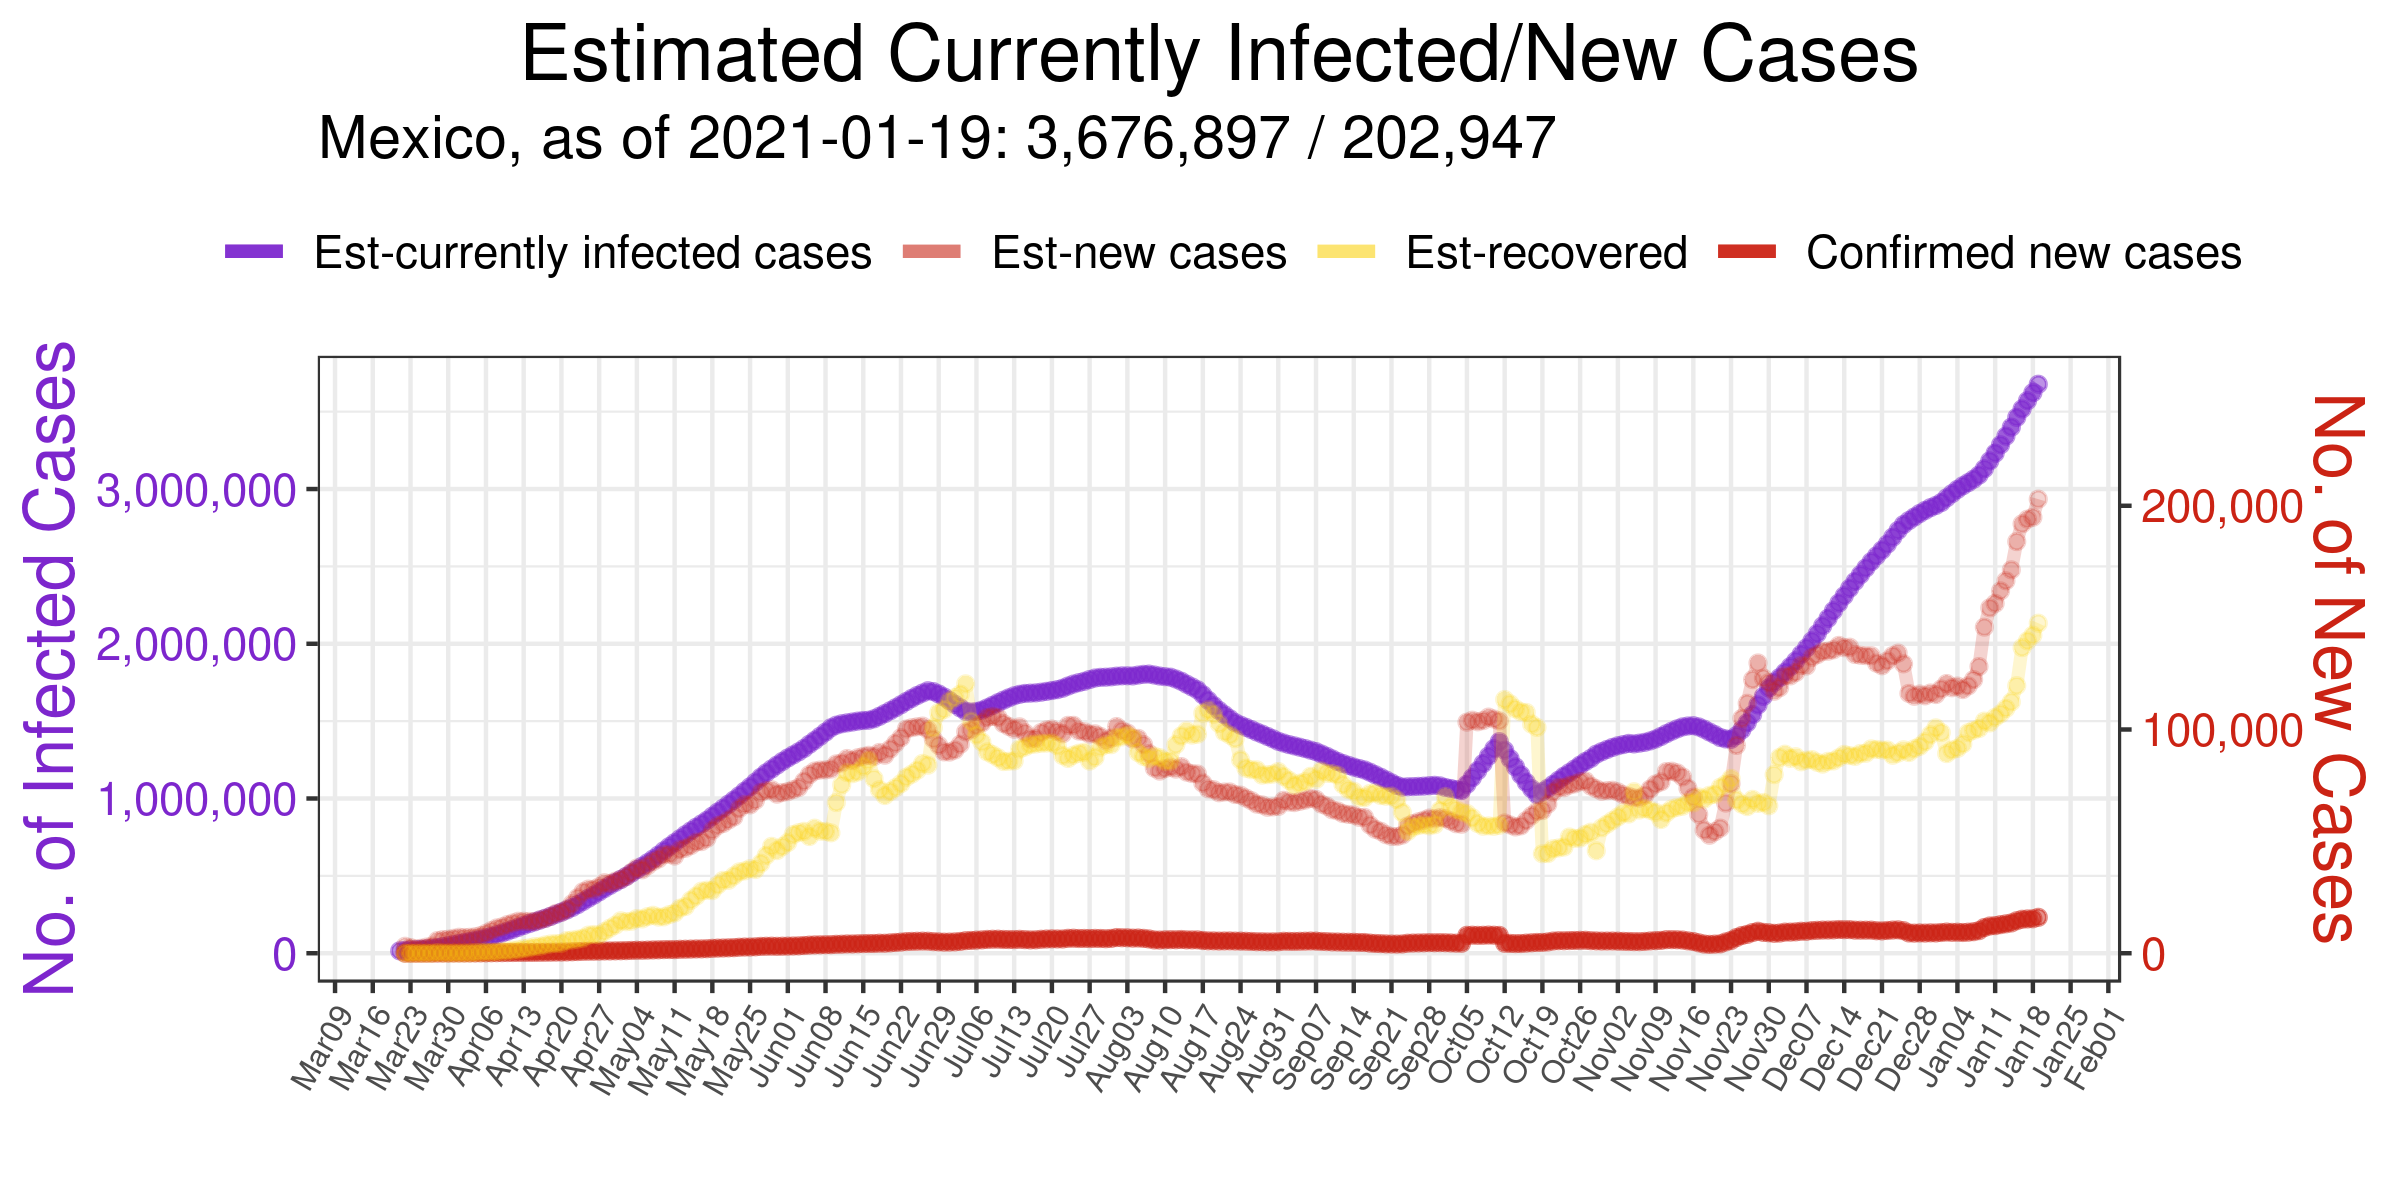 Estimated Currently Infected/New Cases
Mexico, as of 2021-01-19: 3,676,897 / 202,947
Est-currently infected cases Est-new cases Est-recovered Confirmed new cases
No. of Infected Cases
3,000,000
2,000,000
1,000,000
0
200,000
100,000
0
No. of New Cases
Mar09 Mar16 Mar23 Mar30 Apr06 Apr13 Apr20 Apr27 May04 May11 May18 May25 Jun01 Jun08 Jun15 Jun22 Jun29 Jul06 Jul13 Jul20 Jul27 Aug03 Aug10 Aug17 Aug24 Aug31 Sep07 Sep14 Sep21 Sep28 Oct05 Oct12 Oct19 Oct26 Nov02 Nov09 Nov16 Nov23 Nov30 Dec07 Dec14 Dec21 Dec28 Jan04 Jan11 Jan18 Jan25 Feb01